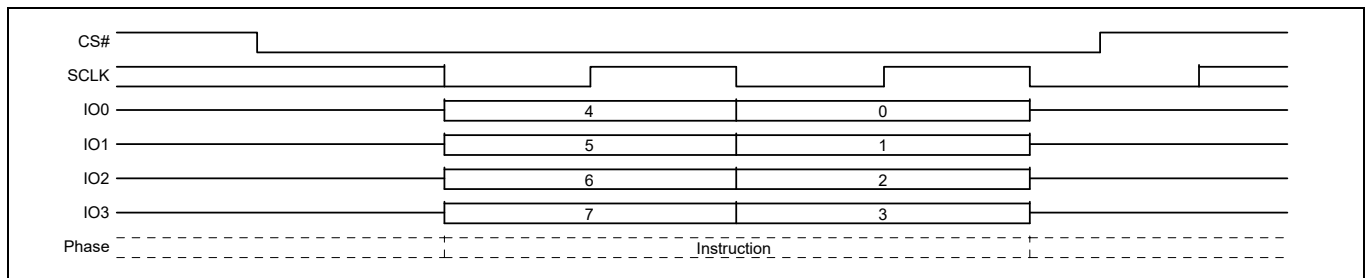 CS#
SCLK
IO0 4 0
IO1 5 1
IO2 6 2
IO3 7 3
Phase Instruction